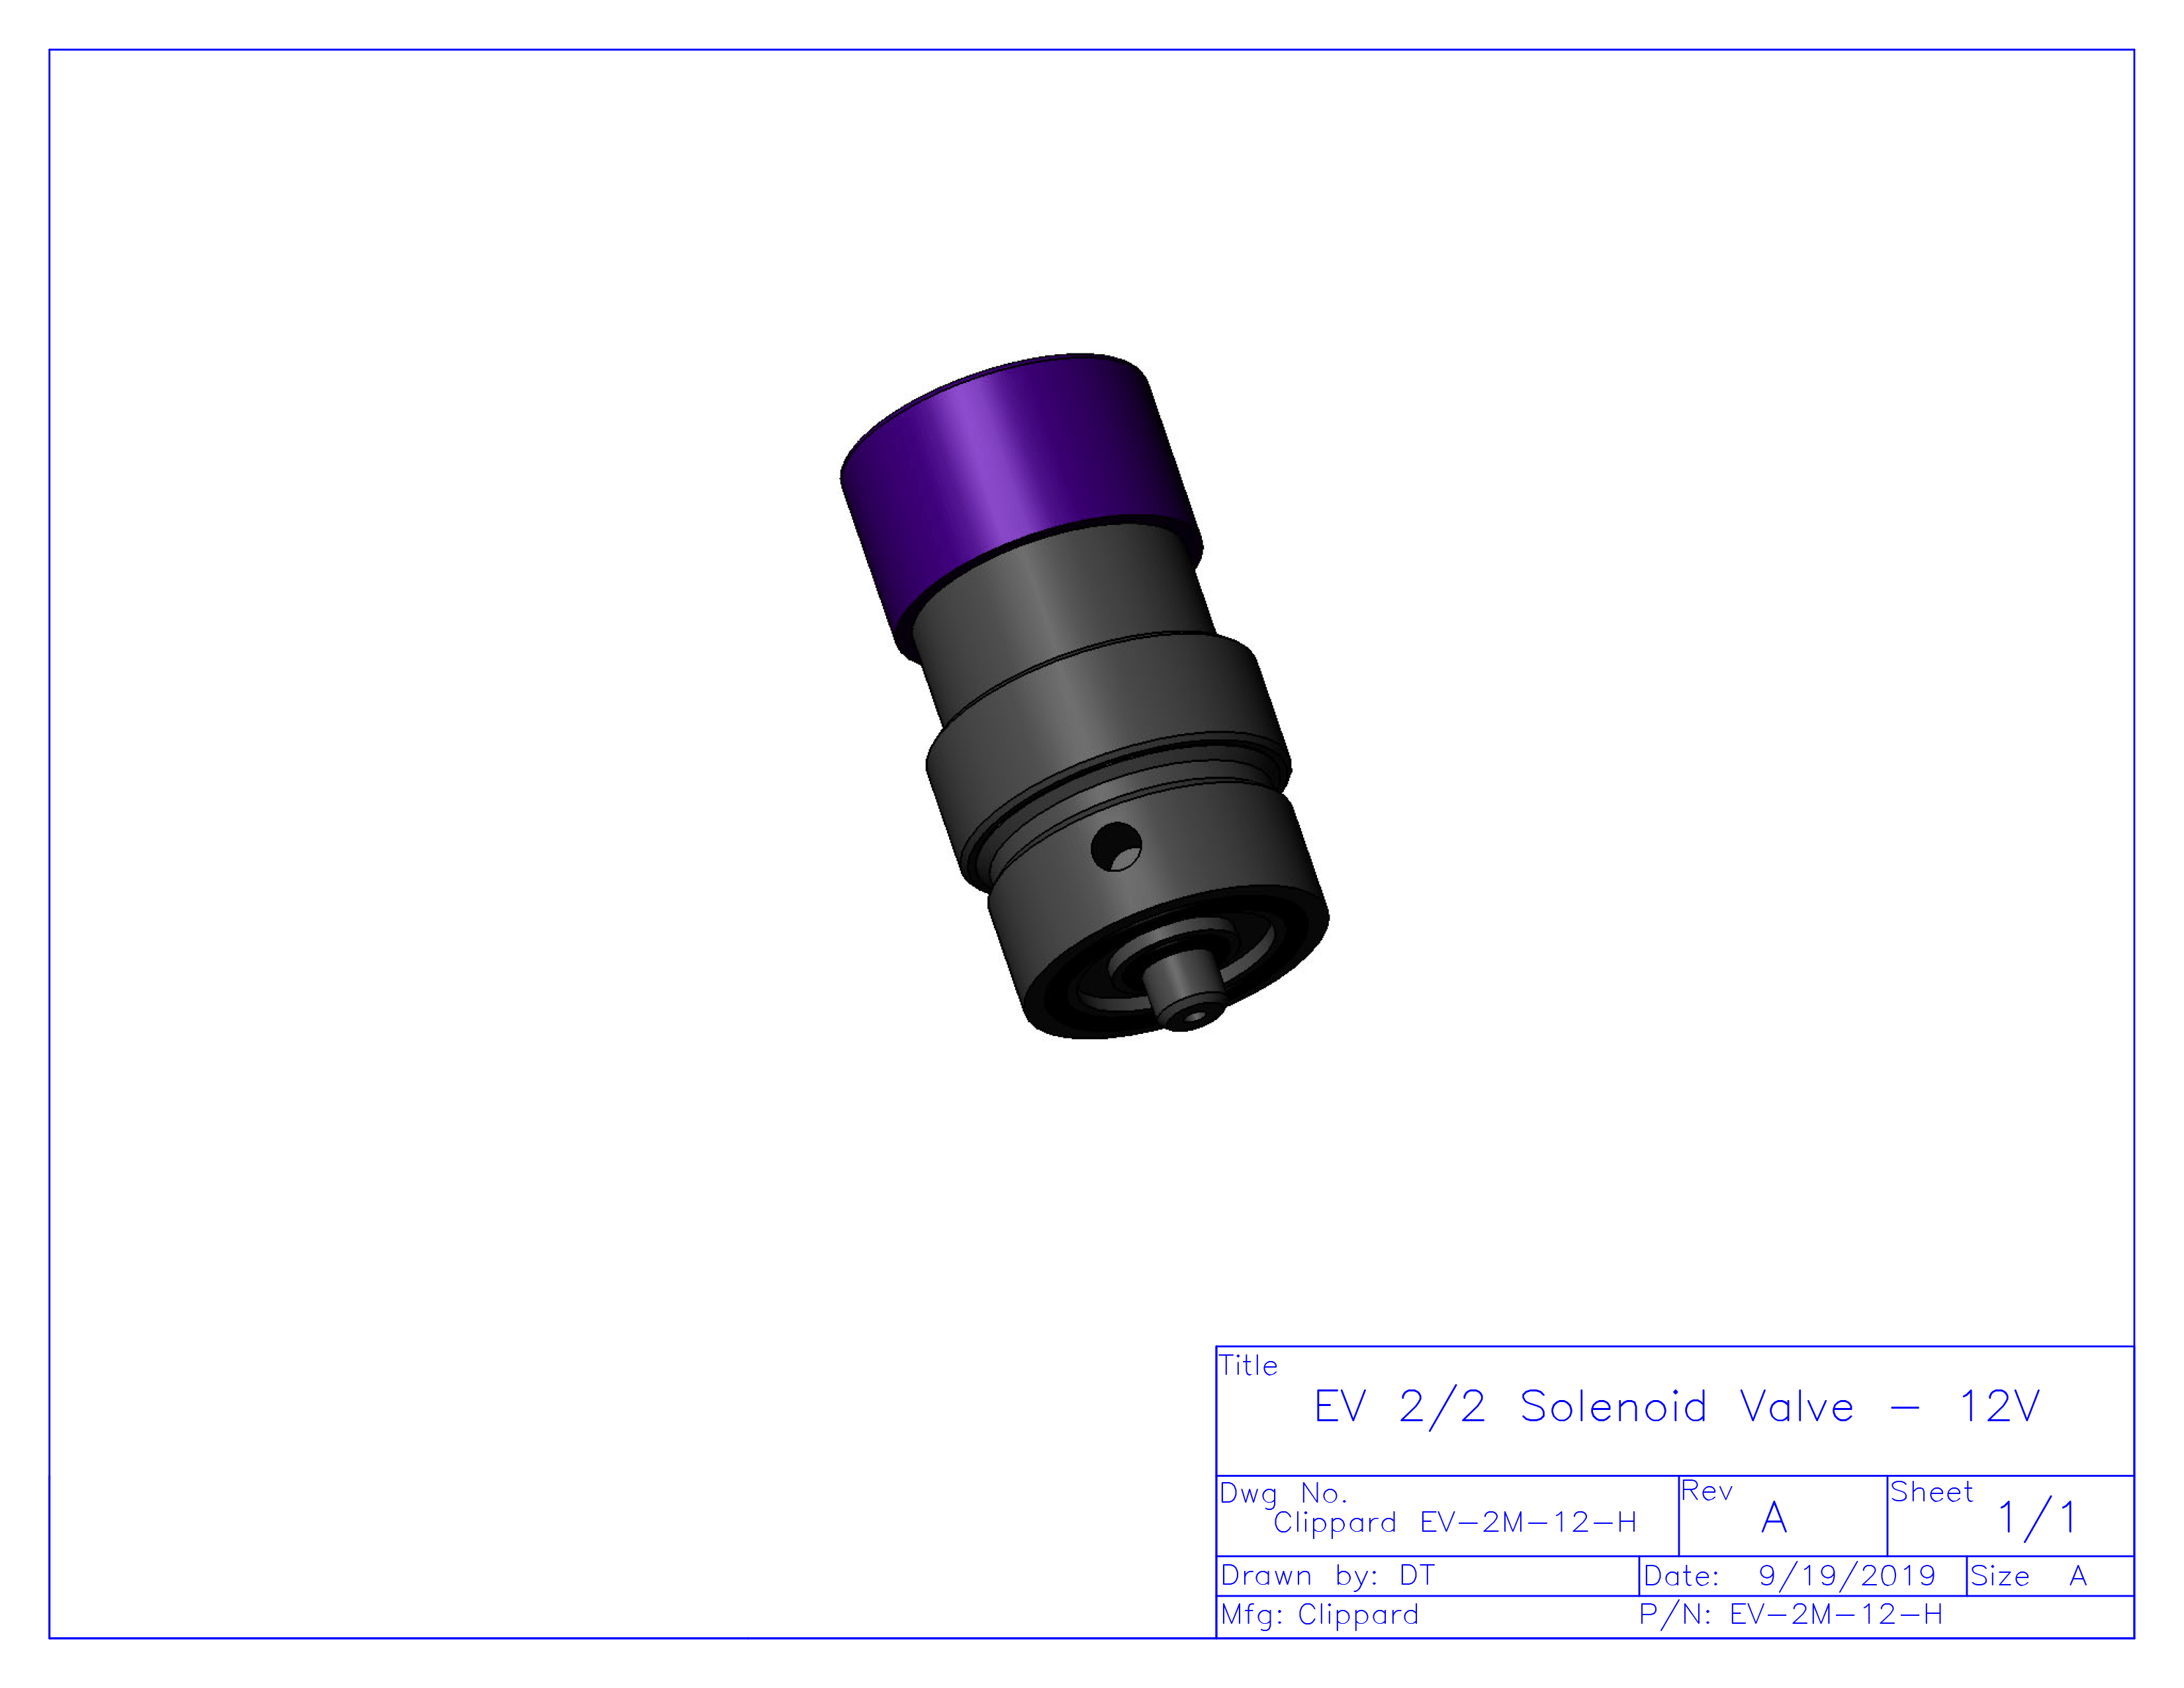 Title
EV 2/2 Solenoid Valve - 12V
Dwg No.
Clippard EV-2M-12-H
Rev
A
Sheet
1/1
Drawn by: DT
Date: 9/19/2019
Size A
Mfg: Clippard
P/N: EV-2M-12-H